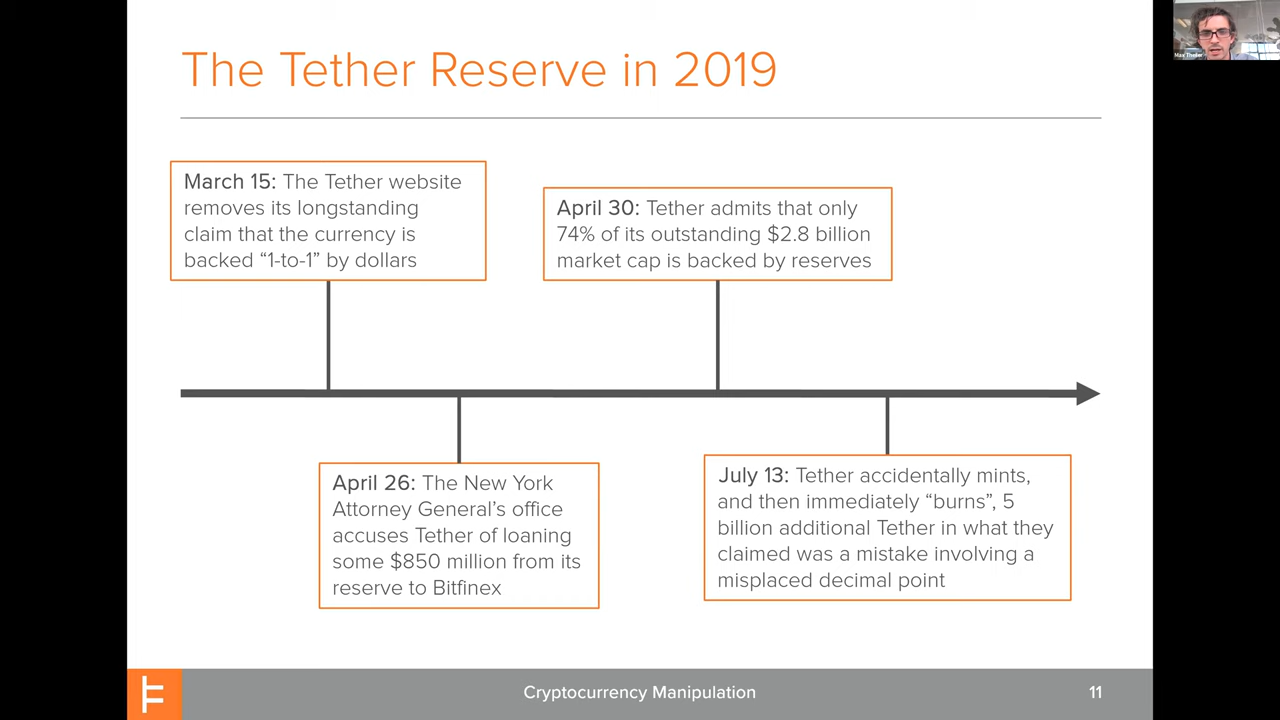 The Tether Reserve in 2019
March 15: The Tether website
removes its longstanding
claim that the currency is
backed “1-to-1” by dollars
April 30: Tether admits that only
74% of its outstanding $2.8 billion
market cap is backed by reserves
April 26: The New York
Attorney General’s office
accuses Tether of loaning
some $850 million from its
reserve to Bitfinex
July 13: Tether accidentally mints,
and then immediately “burns”, 5
billion additional Tether in what they
claimed was a mistake involving a
misplaced decimal point
Cryptocurrency Manipulation
11
Max